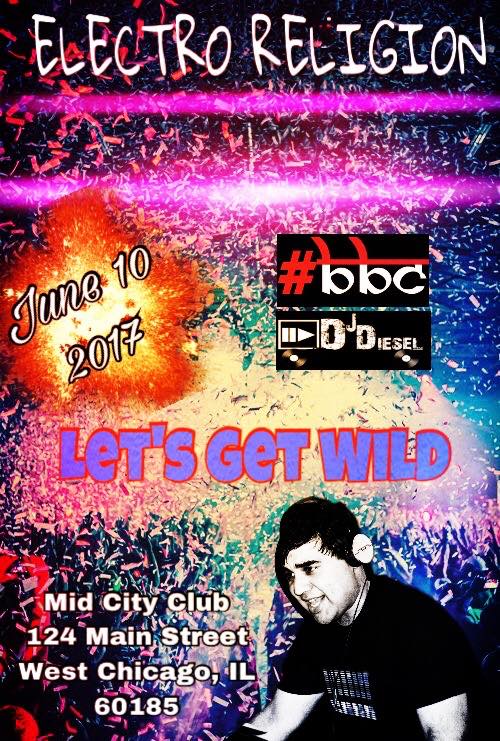 ELECTRO RELIGION
June 10
2017
#bbc
DJ DIESEL
LET'S GET WILD
Mid City Club
124 Main Street
West Chicago, IL
60185